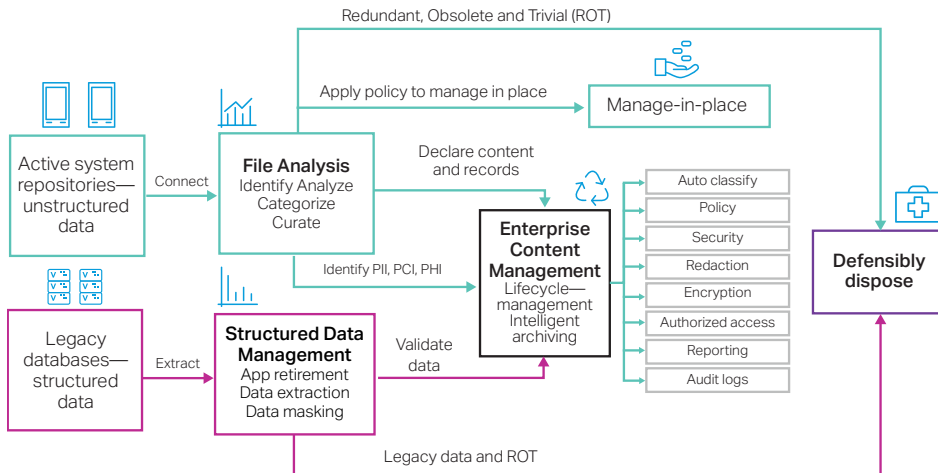 Redundant, Obsolete and Trivial (ROT)
Apply policy to manage in place
Manage-in-place
Active system
repositories—
unstructured
data
Connect
File Analysis
Identify Analyze
Categorize
Curate
Declare content
and records
Identify PII, PCI, PHI
Enterprise
Content
Management
Lifecycle—
management
Intelligent
archiving
Auto classify
Policy
Security
Redaction
Encryption
Authorized access
Reporting
Audit logs
Defensibly
dispose
Legacy
databases—
structured
data
Extract
Structured Data
Management
App retirement
Data extraction
Data masking
Validate
data
Legacy data and ROT